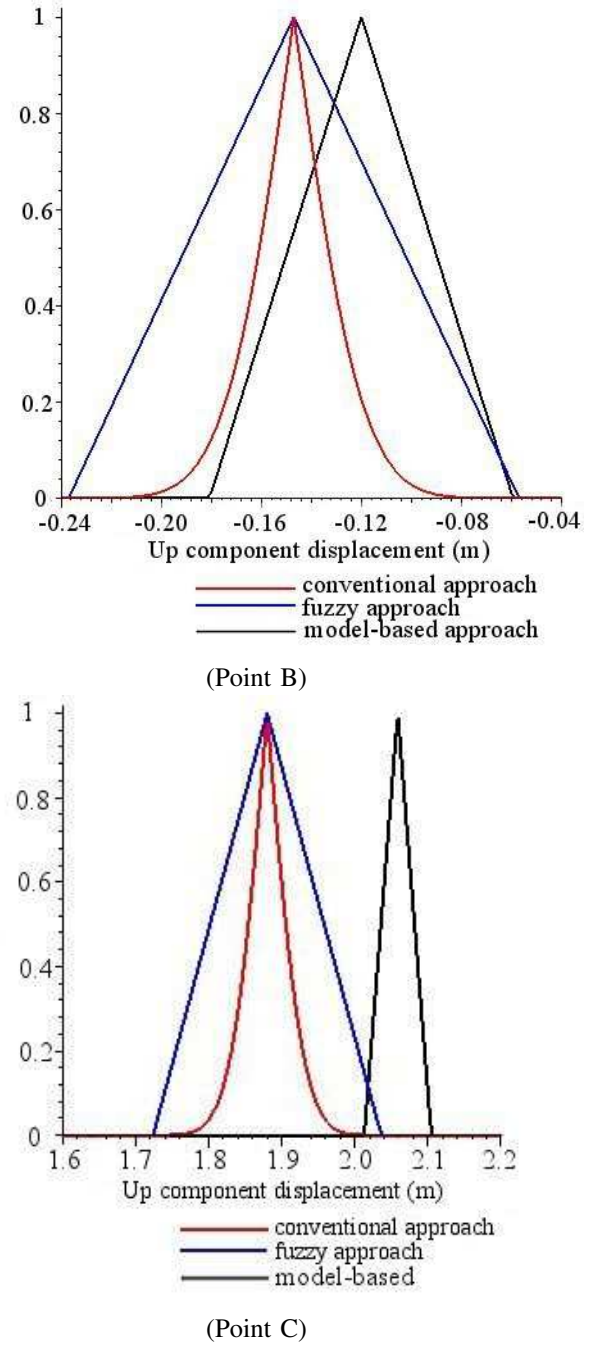 1
0.8
0.6
0.4
0.2
0
-0.24 -0.20 -0.16 -0.12 -0.08 -0.04
Up component displacement (m)
conventional approach
fuzzy approach
model-based approach
(Point B)
1
0.8
0.6
0.4
0.2
0
1.6 1.7 1.8 1.9 2.0 2.1 2.2
Up component displacement (m)
conventional approach
fuzzy approach
model-based
(Point C)